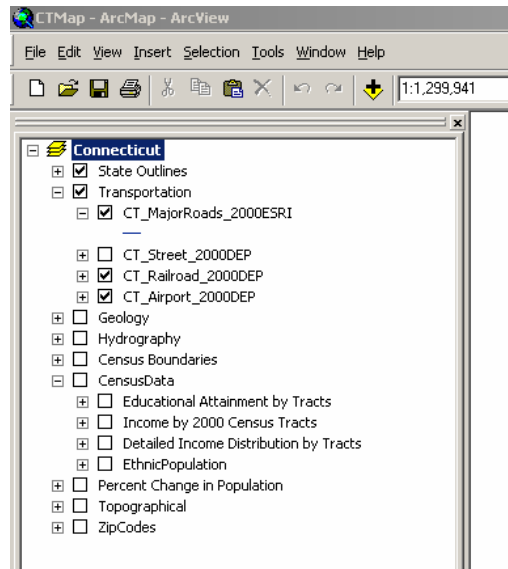 CTMap - ArcMap - ArcView
File Edit View Insert Selection Tools Window Help
1:1,299,941
Connecticut
State Outlines
Transportation
CT_MajorRoads_2000ESRI
CT_Street_2000DEP
CT_Railroad_2000DEP
CT_Airport_2000DEP
Geology
Hydrography
Census Boundaries
CensusData
Educational Attainment by Tracts
Income by 2000 Census Tracts
Detailed Income Distribution by Tracts
EthnicPopulation
Percent Change in Population
Topographical
ZipCodes